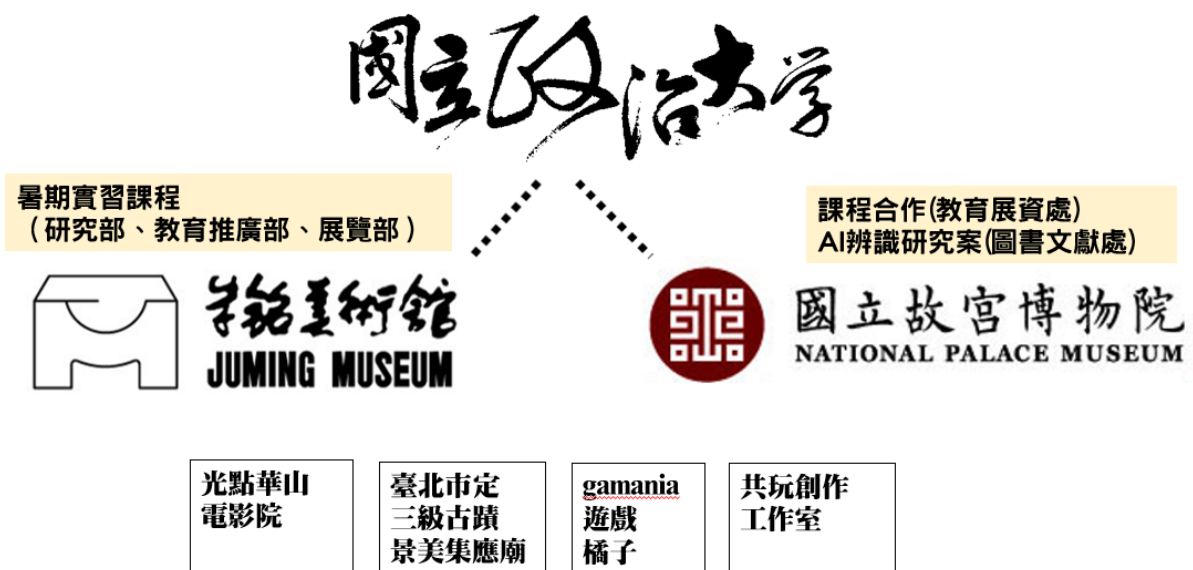 國立政治大学
暑期實習課程
（研究部、教育推廣部、展覽部）
課程合作(教育展資處)
AI辨識研究案(圖書文獻處)
朱銘美術館
JUMING MUSEUM
國立故宮博物院
NATIONAL PALACE MUSEUM
光點華山
電影院
臺北市定
三級古蹟
景美集應廟
gamania
遊戲
橘子
共玩創作
工作室